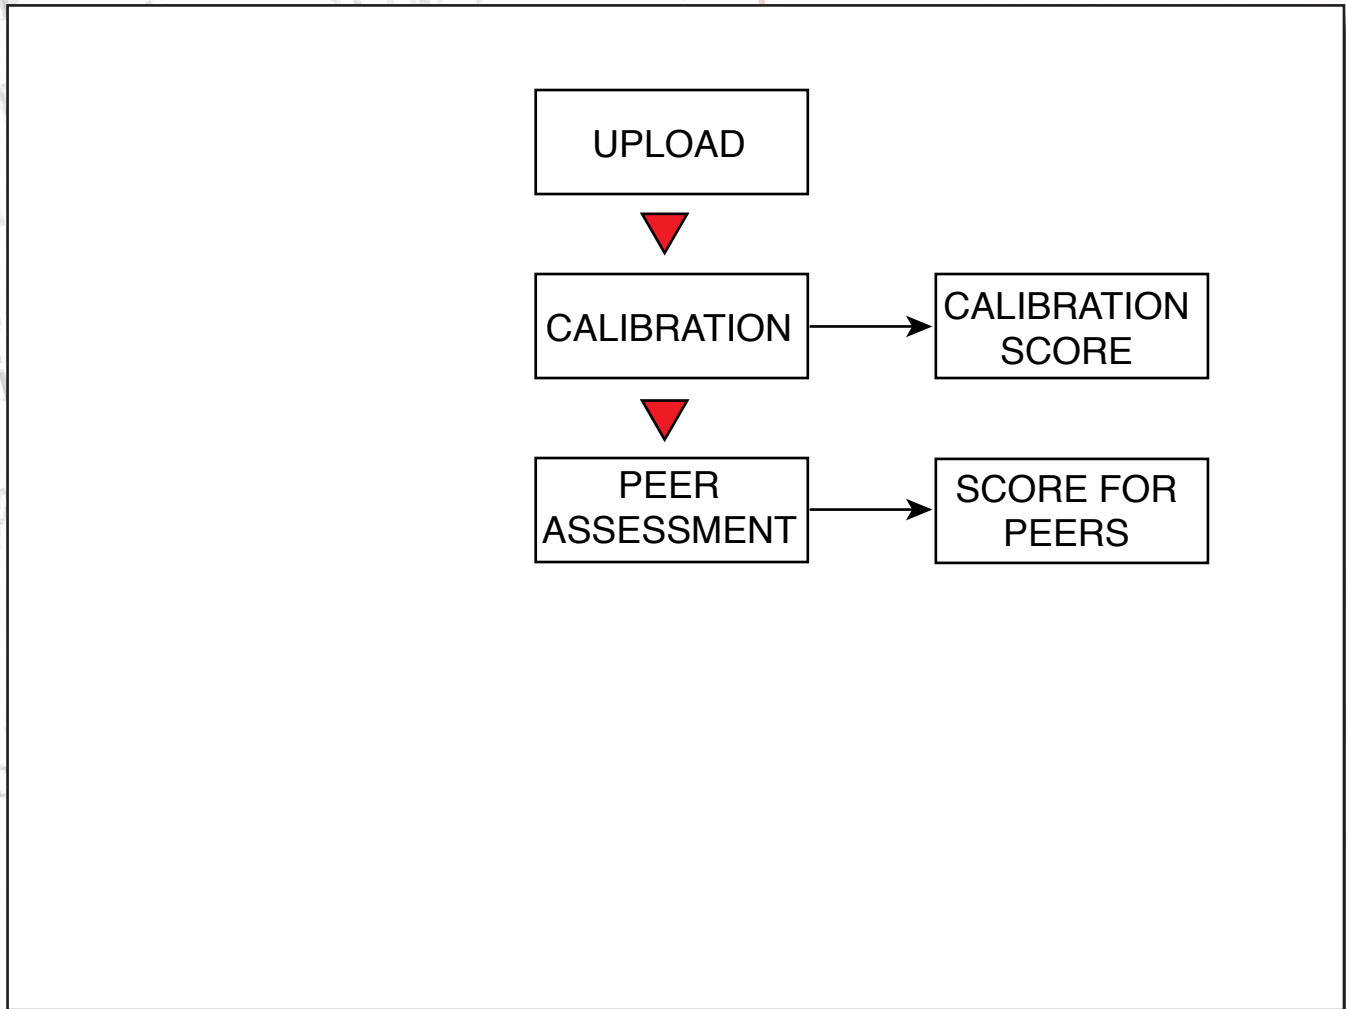 UPLOAD
CALIBRATION
CALIBRATION
SCORE
PEER
ASSESSMENT
SCORE FOR
PEERS